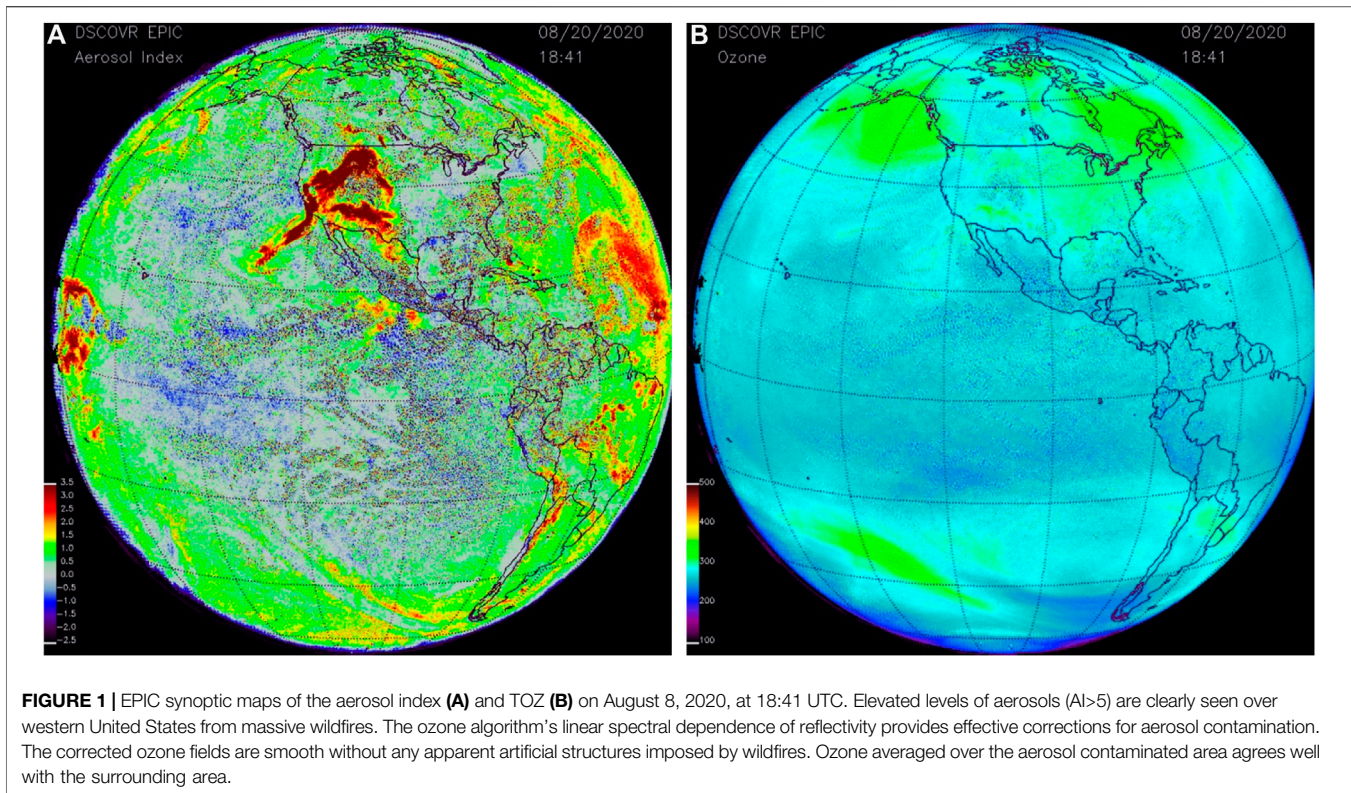 A DSCOVR EPIC 08/20/2020
Aerosol Index 18:41
3.5
3.0
2.5
2.0
1.5
1.0
0.5
0.0
−0.5
−1.0
−1.5
−2.0
−2.5
B DSCOVR EPIC 08/20/2020
Ozone 18:41
500
400
300
200
100
FIGURE 1 | EPIC synoptic maps of the aerosol index (A) and TOZ (B) on August 8, 2020, at 18:41 UTC. Elevated levels of aerosols (AI>5) are clearly seen over
western United States from massive wildfires. The ozone algorithm's linear spectral dependence of reflectivity provides effective corrections for aerosol contamination.
The corrected ozone fields are smooth without any apparent artificial structures imposed by wildfires. Ozone averaged over the aerosol contaminated area agrees well
with the surrounding area.